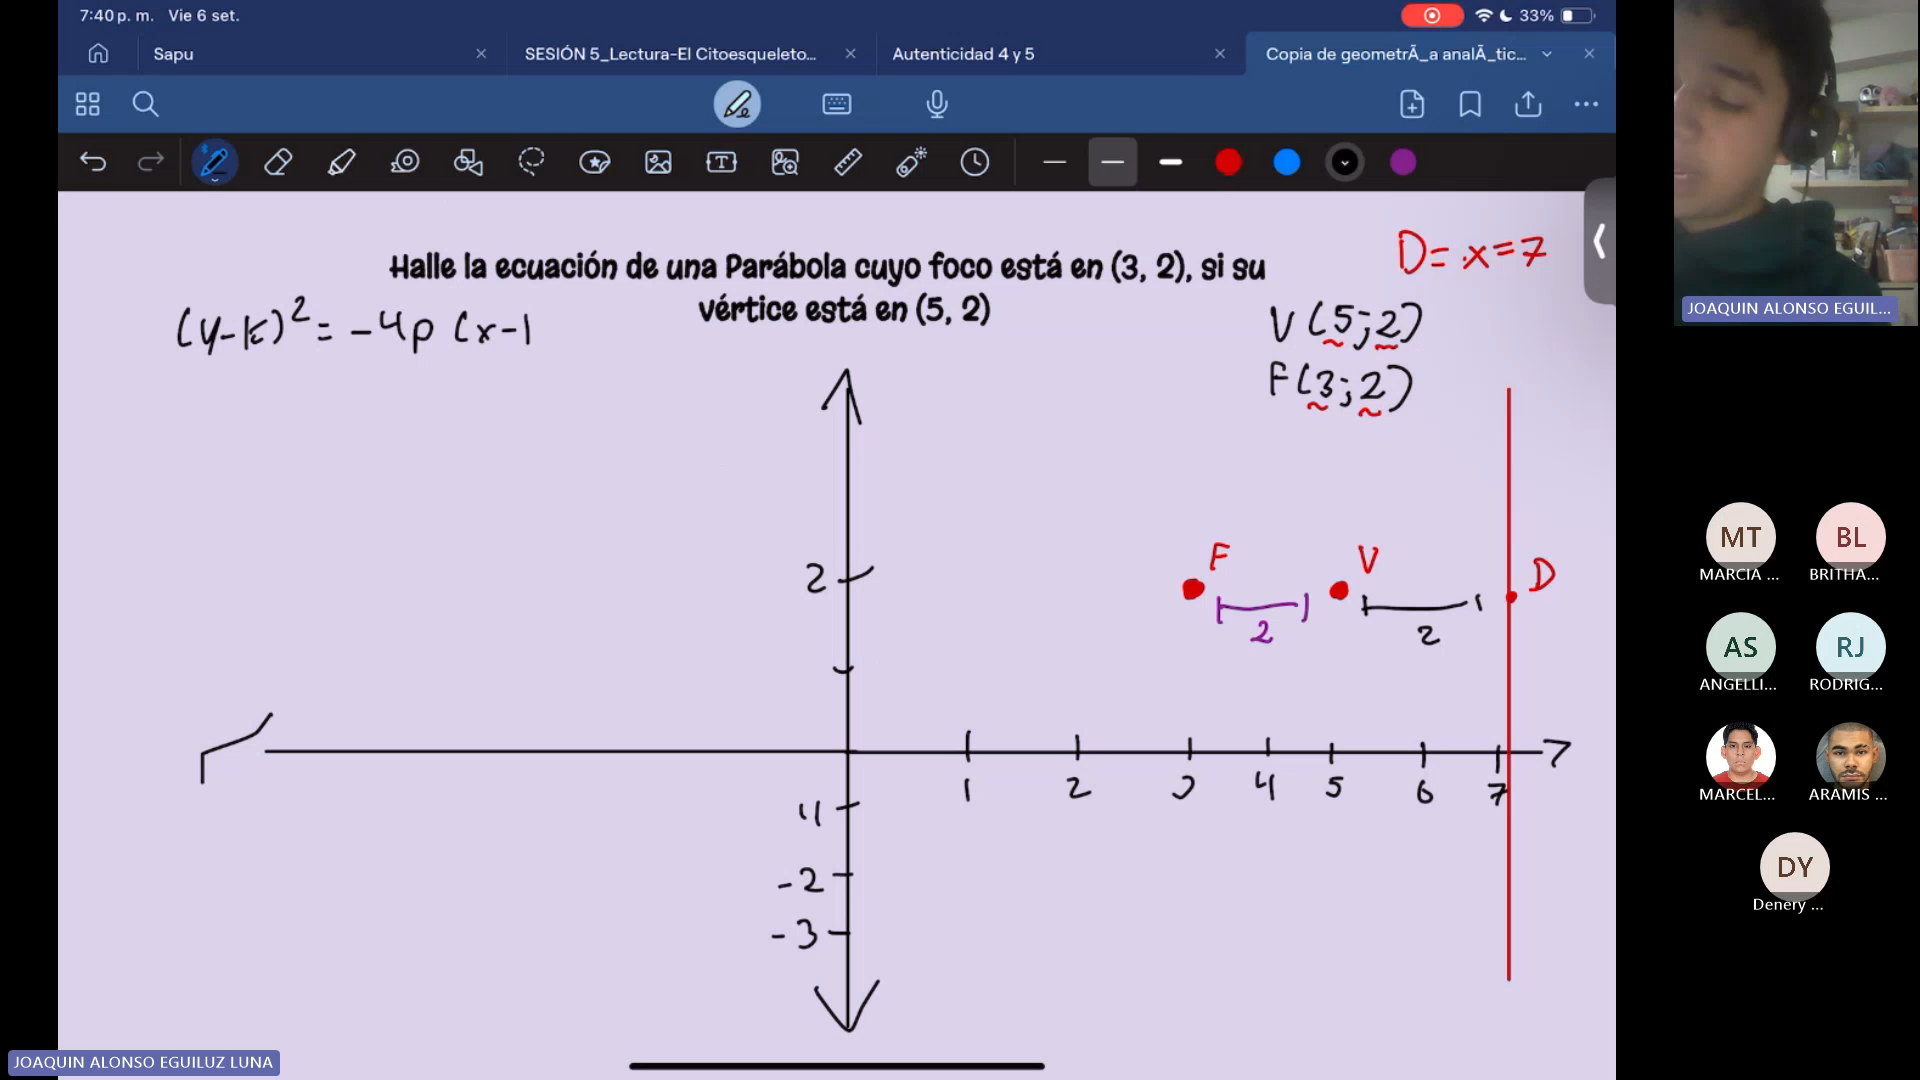 7:40 p. m. Vie 6 set.
33%
Sapu
SESIÓN 5_Lectura-El Citoesqueleto...
Autenticidad 4 y 5
Copia de geometrÃ_a analÃ_tic...
D= x=7
Halle la ecuación de una Parábola cuyo foco está en (3, 2), si su
vértice está en (5, 2)
(y-k)² = -4p (x-1
V(5;2)
F(3;2)
F
V
D
2
2
2
1 2 3 4 5 6 7
-2
-3
JOAQUIN ALONSO EGUIL...
MT
MARCIA ...
BL
BRITHA...
AS
ANGELLI...
RJ
RODRIG...
MARCEL...
ARAMIS ...
DY
Denery ...
JOAQUIN ALONSO EGUILUZ LUNA